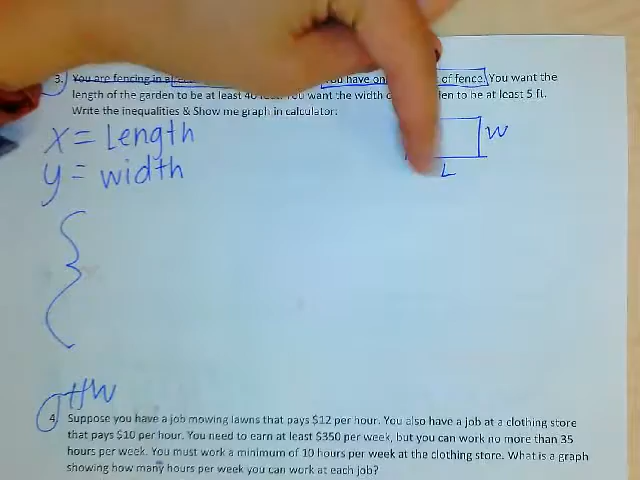 3. You are fencing in a You have on of fence. You want the
length of the garden to be at least 40 You want the width o en to be at least 5 ft.
Write the inequalities & Show me graph in calculator:
x = Length
y = width
W
L
HW
4. Suppose you have a job mowing lawns that pays $12 per hour. You also have a job at a clothing store
that pays $10 per hour. You need to earn at least $350 per week, but you can work no more than 35
hours per week. You must work a minimum of 10 hours per week at the clothing store. What is a graph
showing how many hours per week you can work at each job?